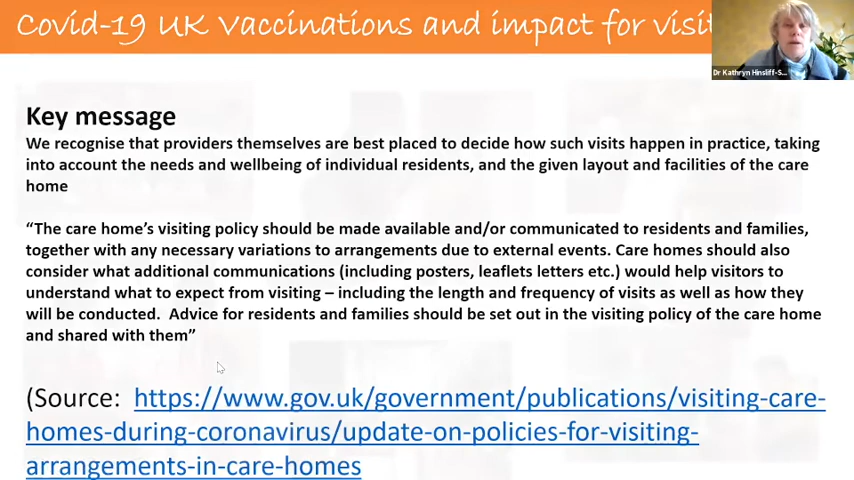 Covid-19 UK Vaccinations and impact for visit
Dr Kathryn Hinsliff-S...
Key message
We recognise that providers themselves are best placed to decide how such visits happen in practice, taking
into account the needs and wellbeing of individual residents, and the given layout and facilities of the care
home
“The care home’s visiting policy should be made available and/or communicated to residents and families,
together with any necessary variations to arrangements due to external events. Care homes should also
consider what additional communications (including posters, leaflets letters etc.) would help visitors to
understand what to expect from visiting – including the length and frequency of visits as well as how they
will be conducted.  Advice for residents and families should be set out in the visiting policy of the care home
and shared with them”
(Source:  https://www.gov.uk/government/publications/visiting-care-
homes-during-coronavirus/update-on-policies-for-visiting-
arrangements-in-care-homes